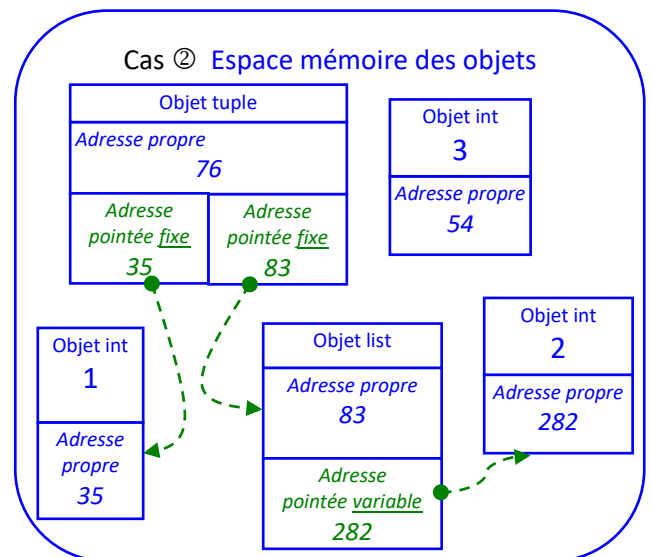 Cas ② Espace mémoire des objets
Objet tuple
Adresse propre
76
Adresse
pointée fixe
35
Adresse
pointée fixe
83
Objet int
3
Adresse propre
54
Objet int
1
Adresse
propre
35
Objet list
Adresse propre
83
Adresse
pointée variable
282
Objet int
2
Adresse propre
282